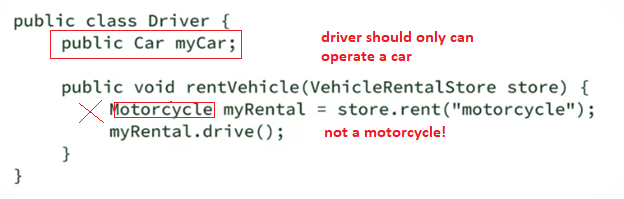 public class Driver {
public Car myCar;
driver should only can
operate a car
public void rentVehicle(VehicleRentalStore store) {
Motorcycle myRental = store.rent("motorcycle");
myRental.drive();
not a motorcycle!
}
}